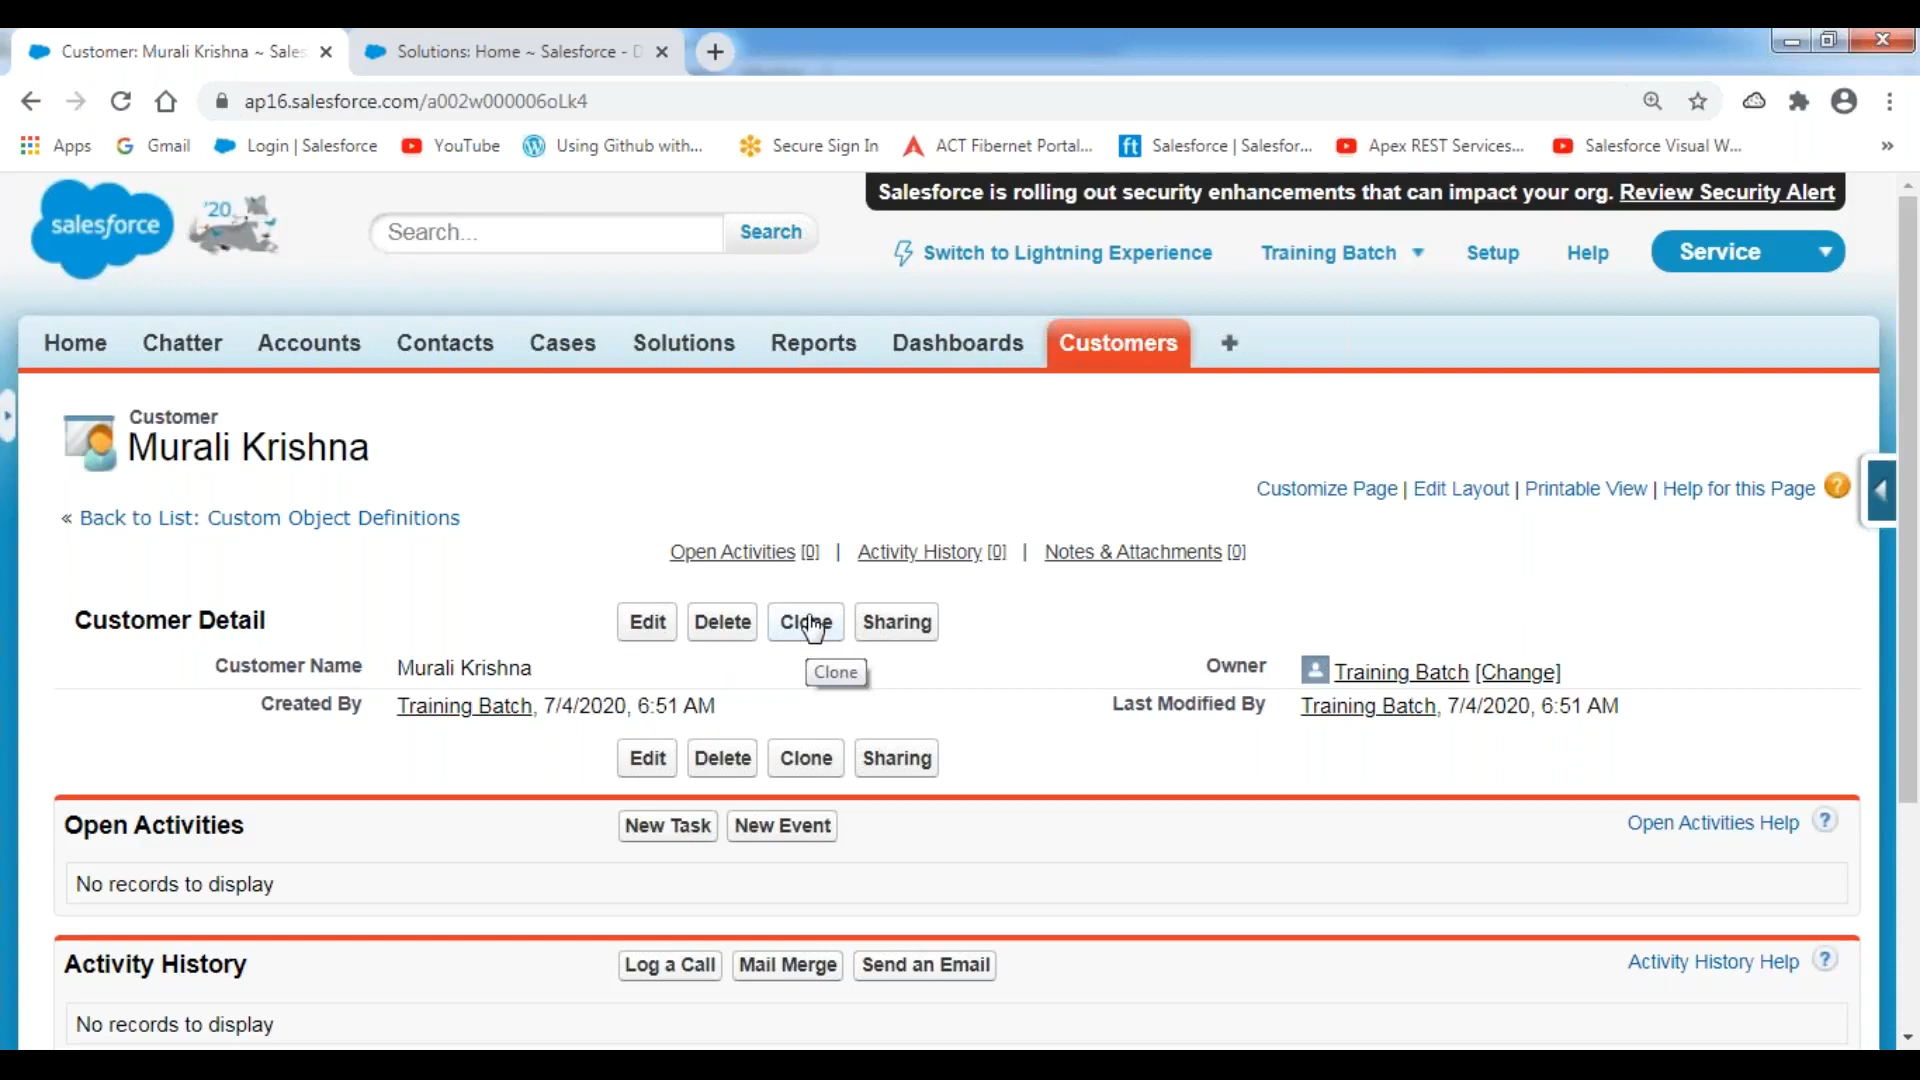 Customer: Murali Krishna ~ Sales
Solutions: Home ~ Salesforce - D
ap16.salesforce.com/a002w000006oLk4
Apps
Gmail
Login | Salesforce
YouTube
Using Github with...
Secure Sign In
ACT Fibernet Portal...
ft
Salesforce | Salesfor...
Apex REST Services...
Salesforce Visual W...
»
Salesforce is rolling out security enhancements that can impact your org. Review Security Alert
salesforce
'20
Search...
Search
Switch to Lightning Experience
Training Batch
Setup
Help
Service
Home
Chatter
Accounts
Contacts
Cases
Solutions
Reports
Dashboards
Customers
+
Customer
Murali Krishna
Customize Page | Edit Layout | Printable View | Help for this Page ?
« Back to List: Custom Object Definitions
Open Activities [0] | Activity History [0] | Notes & Attachments [0]
Customer Detail
Edit
Delete
Clone
Sharing
Customer Name
Murali Krishna
Clone
Owner
Training Batch [Change]
Created By
Training Batch, 7/4/2020, 6:51 AM
Last Modified By
Training Batch, 7/4/2020, 6:51 AM
Edit
Delete
Clone
Sharing
Open Activities
New Task
New Event
Open Activities Help ?
No records to display
Activity History
Log a Call
Mail Merge
Send an Email
Activity History Help ?
No records to display